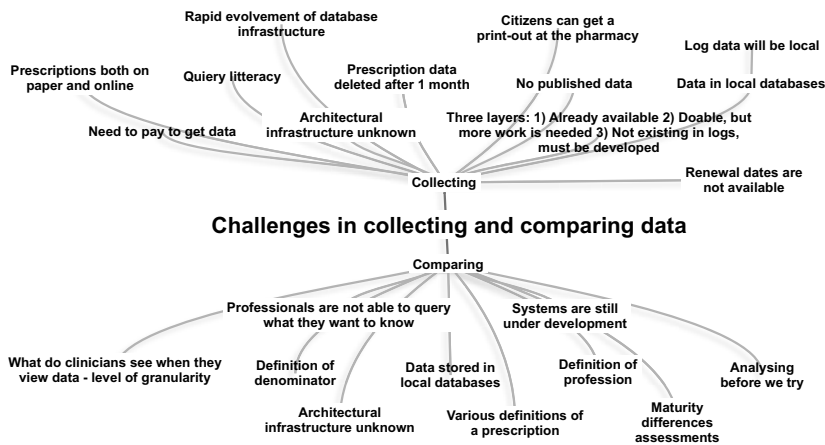 Rapid evolvement of database
infrastructure
Citizens can get a
print-out at the pharmacy
Log data will be local
Prescriptions both on
paper and online
Quiery litteracy
Prescription data
deleted after 1 month
No published data
Data in local databases
Need to pay to get data
Architectural
infrastructure unknown
Three layers: 1) Already available 2) Doable, but
more work is needed 3) Not existing in logs,
must be developed
Collecting
Renewal dates are
not available
Challenges in collecting and comparing data
Comparing
Professionals are not able to query
what they want to know
Systems are still
under development
What do clinicians see when they
view data - level of granularity
Definition of
denominator
Data stored in
local databases
Definition of
profession
Analysing
before we try
Architectural
infrastructure unknown
Various definitions of
a prescription
Maturity
differences
assessments